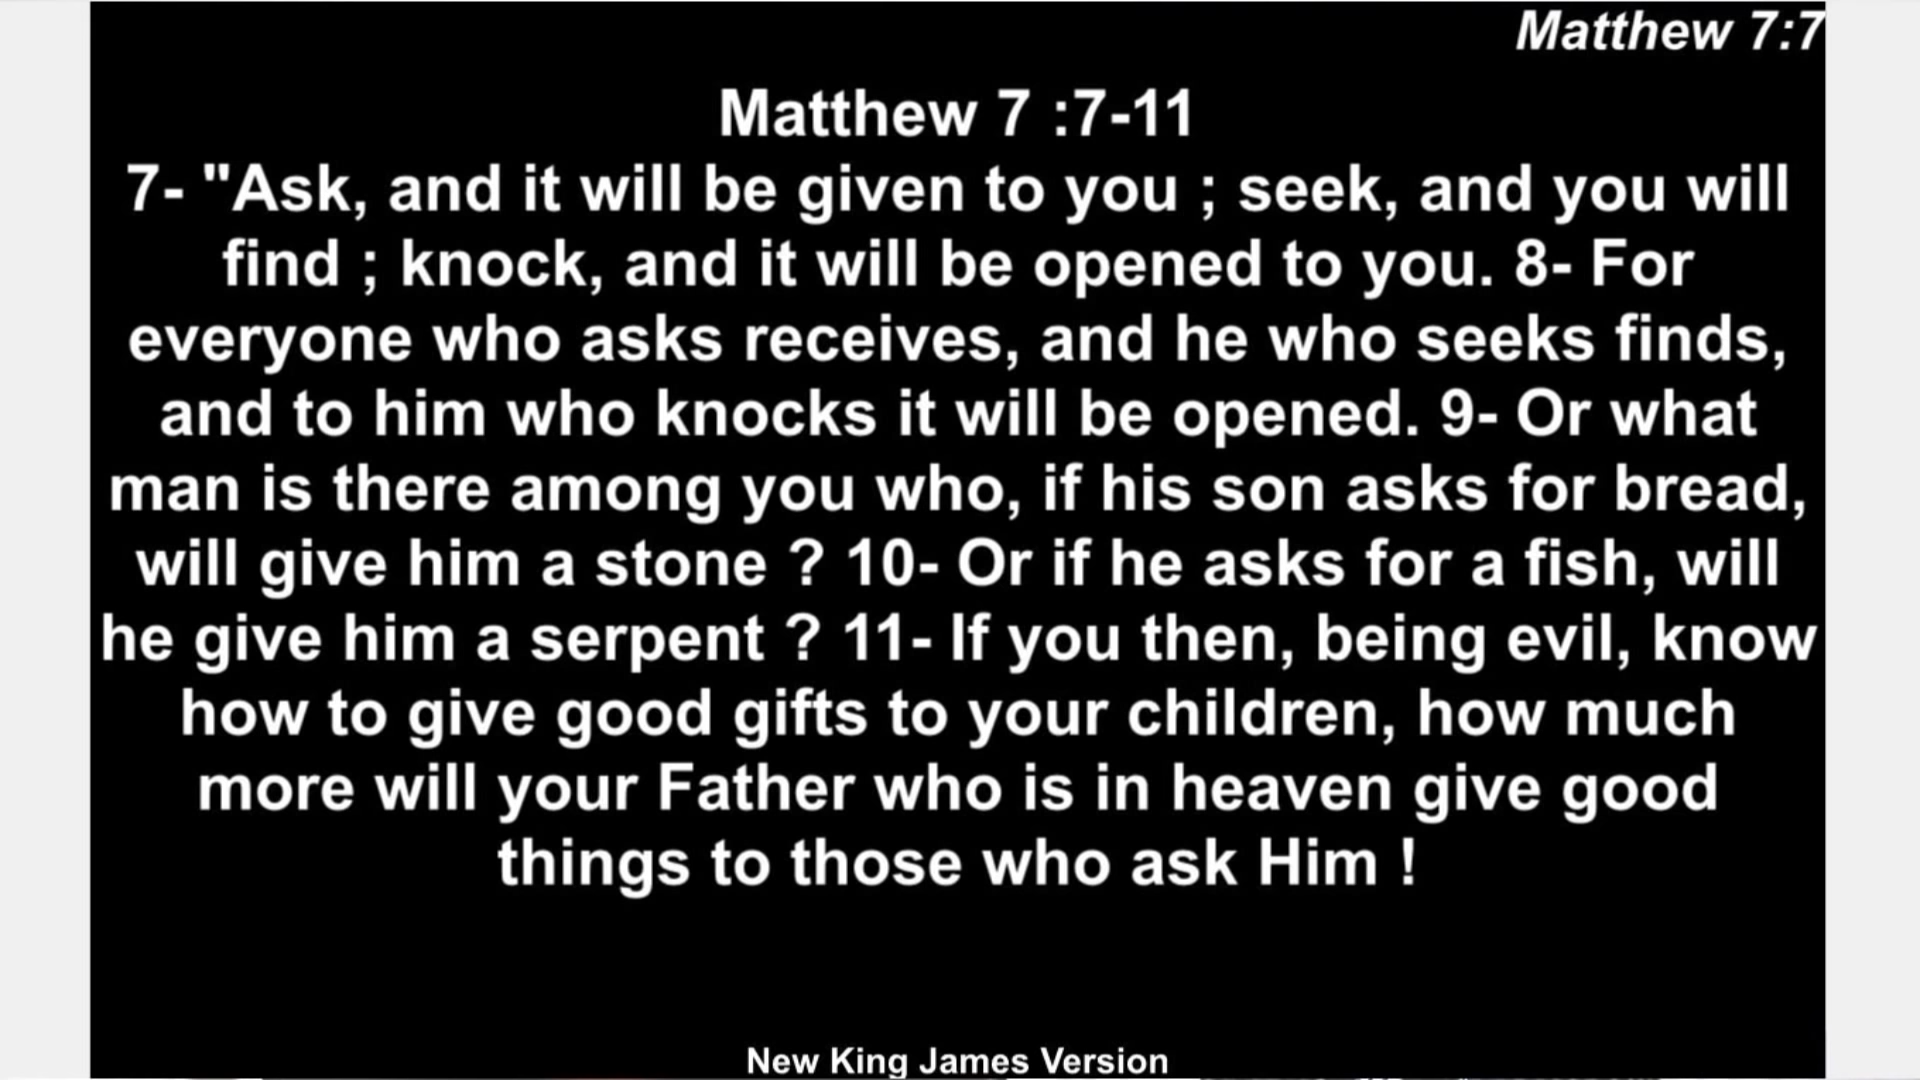 Matthew 7:7
Matthew 7 :7-11
7- "Ask, and it will be given to you ; seek, and you will
find ; knock, and it will be opened to you. 8- For
everyone who asks receives, and he who seeks finds,
and to him who knocks it will be opened. 9- Or what
man is there among you who, if his son asks for bread,
will give him a stone ? 10- Or if he asks for a fish, will
he give him a serpent ? 11- If you then, being evil, know
how to give good gifts to your children, how much
more will your Father who is in heaven give good
things to those who ask Him !
New King James Version